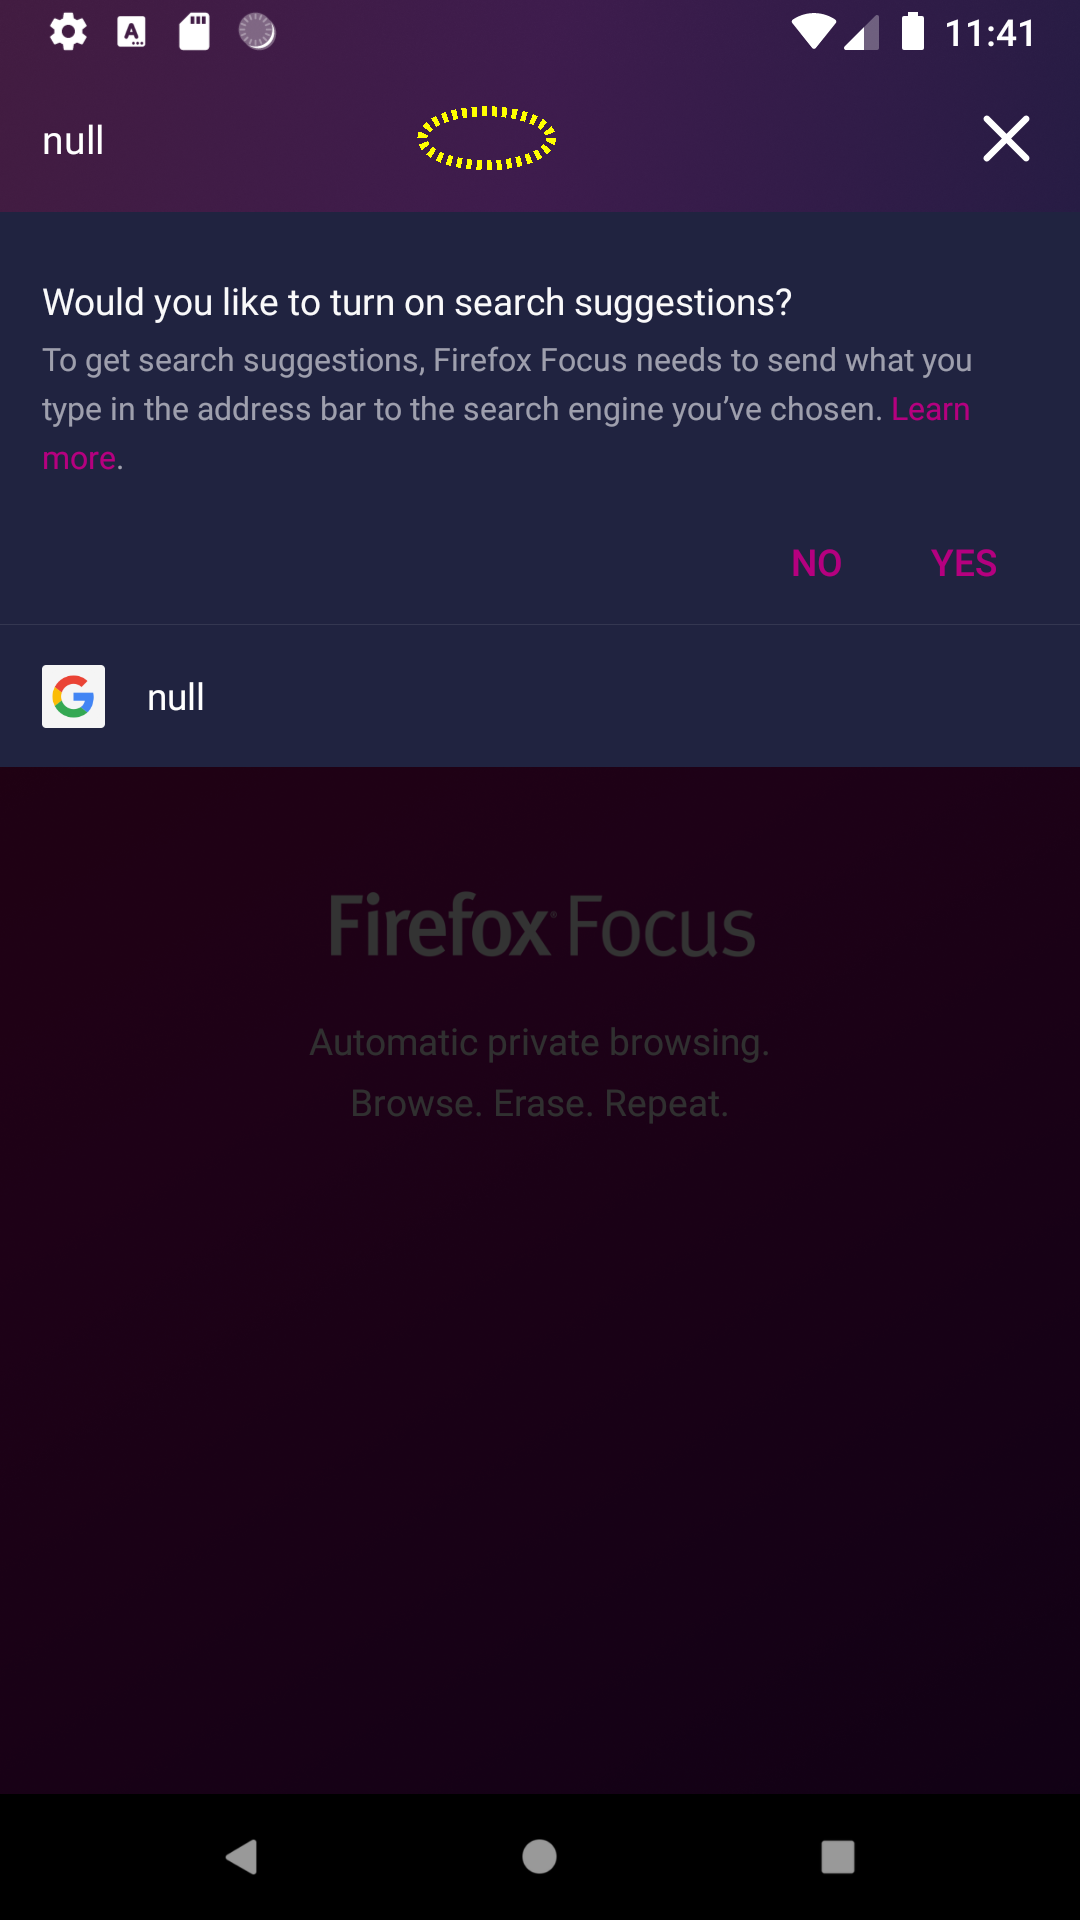 11:41
null
Would you like to turn on search suggestions?
To get search suggestions, Firefox Focus needs to send what you
type in the address bar to the search engine you’ve chosen. Learn
more.
NO YES
null
Firefox Focus
Automatic private browsing.
Browse. Erase. Repeat.